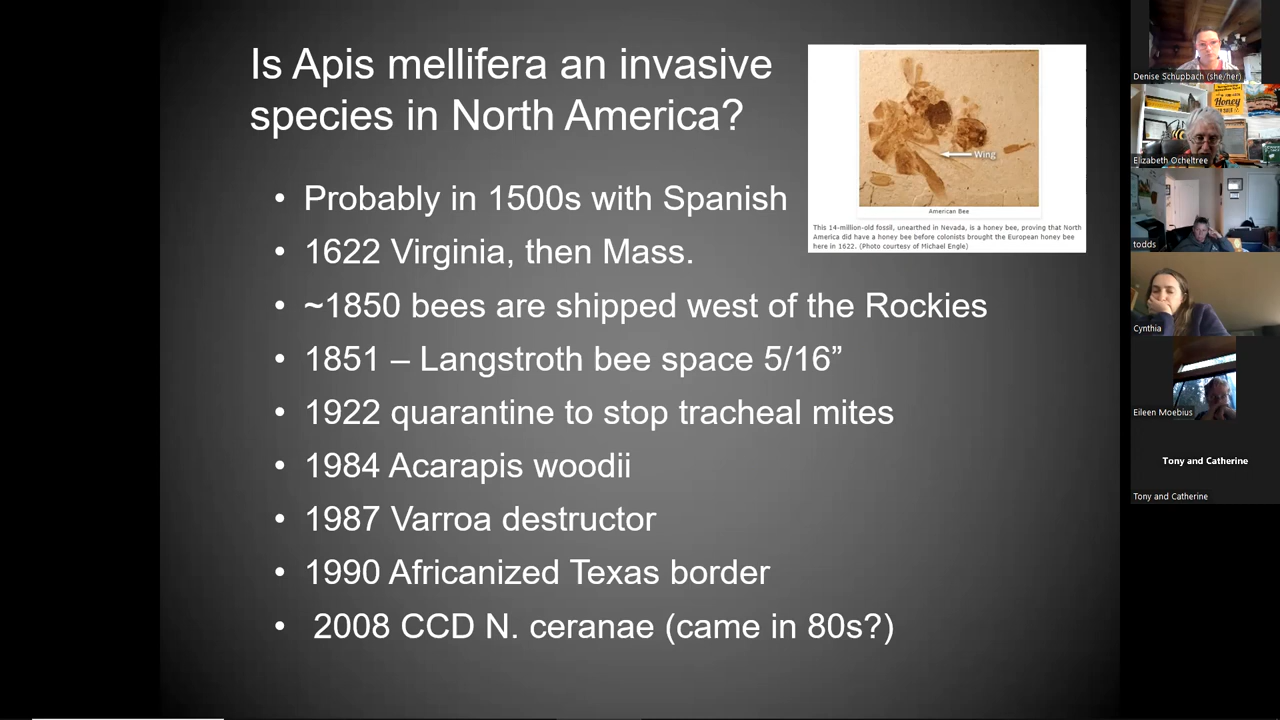 Is Apis mellifera an invasive
species in North America?
• Probably in 1500s with Spanish
• 1622 Virginia, then Mass.
• ~1850 bees are shipped west of the Rockies
• 1851 – Langstroth bee space 5/16”
• 1922 quarantine to stop tracheal mites
• 1984 Acarapis woodii
• 1987 Varroa destructor
• 1990 Africanized Texas border
• 2008 CCD N. ceranae (came in 80s?)
Wing
American Bee
This 14-million-old fossil, unearthed in Nevada, is a honey bee, proving that North
America did have a honey bee before colonists brought the European honey bee
here in 1622. (Photo courtesy of Michael Engle)
Denise Schupbach (she/her)
Honey
Elizabeth Ocheltree
todds
Cynthia
Eileen Moebius
Tony and Catherine
Tony and Catherine